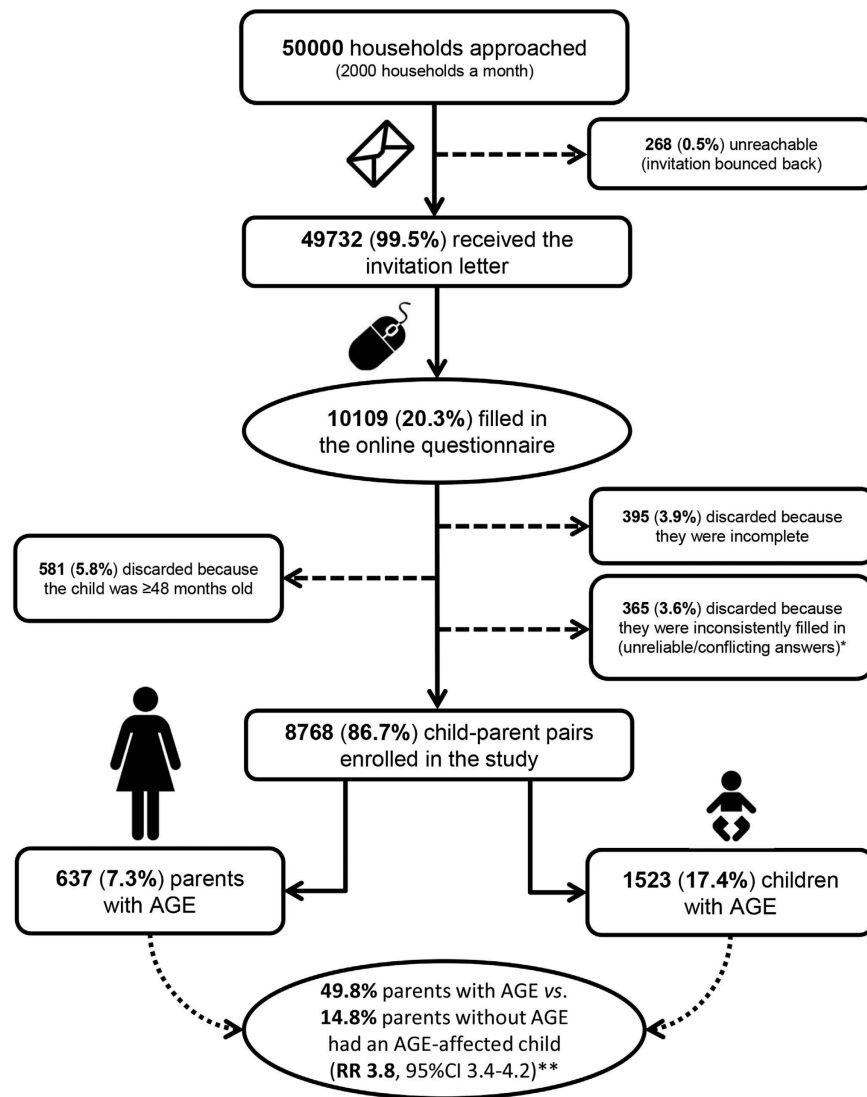 50000 households approached
(2000 households a month)
268 (0.5%) unreachable
(invitation bounced back)
49732 (99.5%) received the
invitation letter
10109 (20.3%) filled in
the online questionnaire
395 (3.9%) discarded because
they were incomplete
581 (5.8%) discarded because
the child was ≥48 months old
365 (3.6%) discarded because
they were inconsistently filled in
(unreliable/conflicting answers)*
8768 (86.7%) child-parent pairs
enrolled in the study
637 (7.3%) parents
with AGE
1523 (17.4%) children
with AGE
49.8% parents with AGE vs.
14.8% parents without AGE
had an AGE-affected child
(RR 3.8, 95%CI 3.4-4.2)**